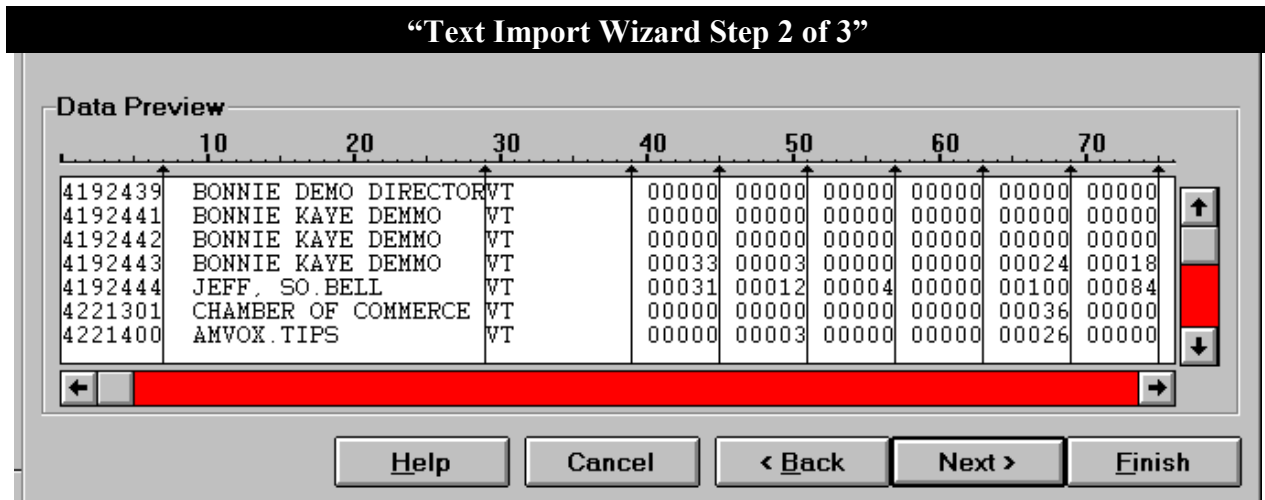 “Text Import Wizard Step 2 of 3”
Data Preview
10 20 30 40 50 60 70
4192439 BONNIE DEMO DIRECTOR VT 00000 00000 00000 00000 00000 00000
4192441 BONNIE KAYE DEMMO VT 00000 00000 00000 00000 00000 00000
4192442 BONNIE KAYE DEMMO VT 00000 00000 00000 00000 00000 00000
4192443 BONNIE KAYE DEMMO VT 00033 00003 00000 00000 00024 00018
4192444 JEFF, SO.BELL VT 00031 00012 00004 00000 00100 00084
4221301 CHAMBER OF COMMERCE VT 00000 00000 00000 00000 00036 00000
4221400 AMVOX.TIPS VT 00000 00003 00000 00000 00026 00000
Help Cancel < Back Next > Finish